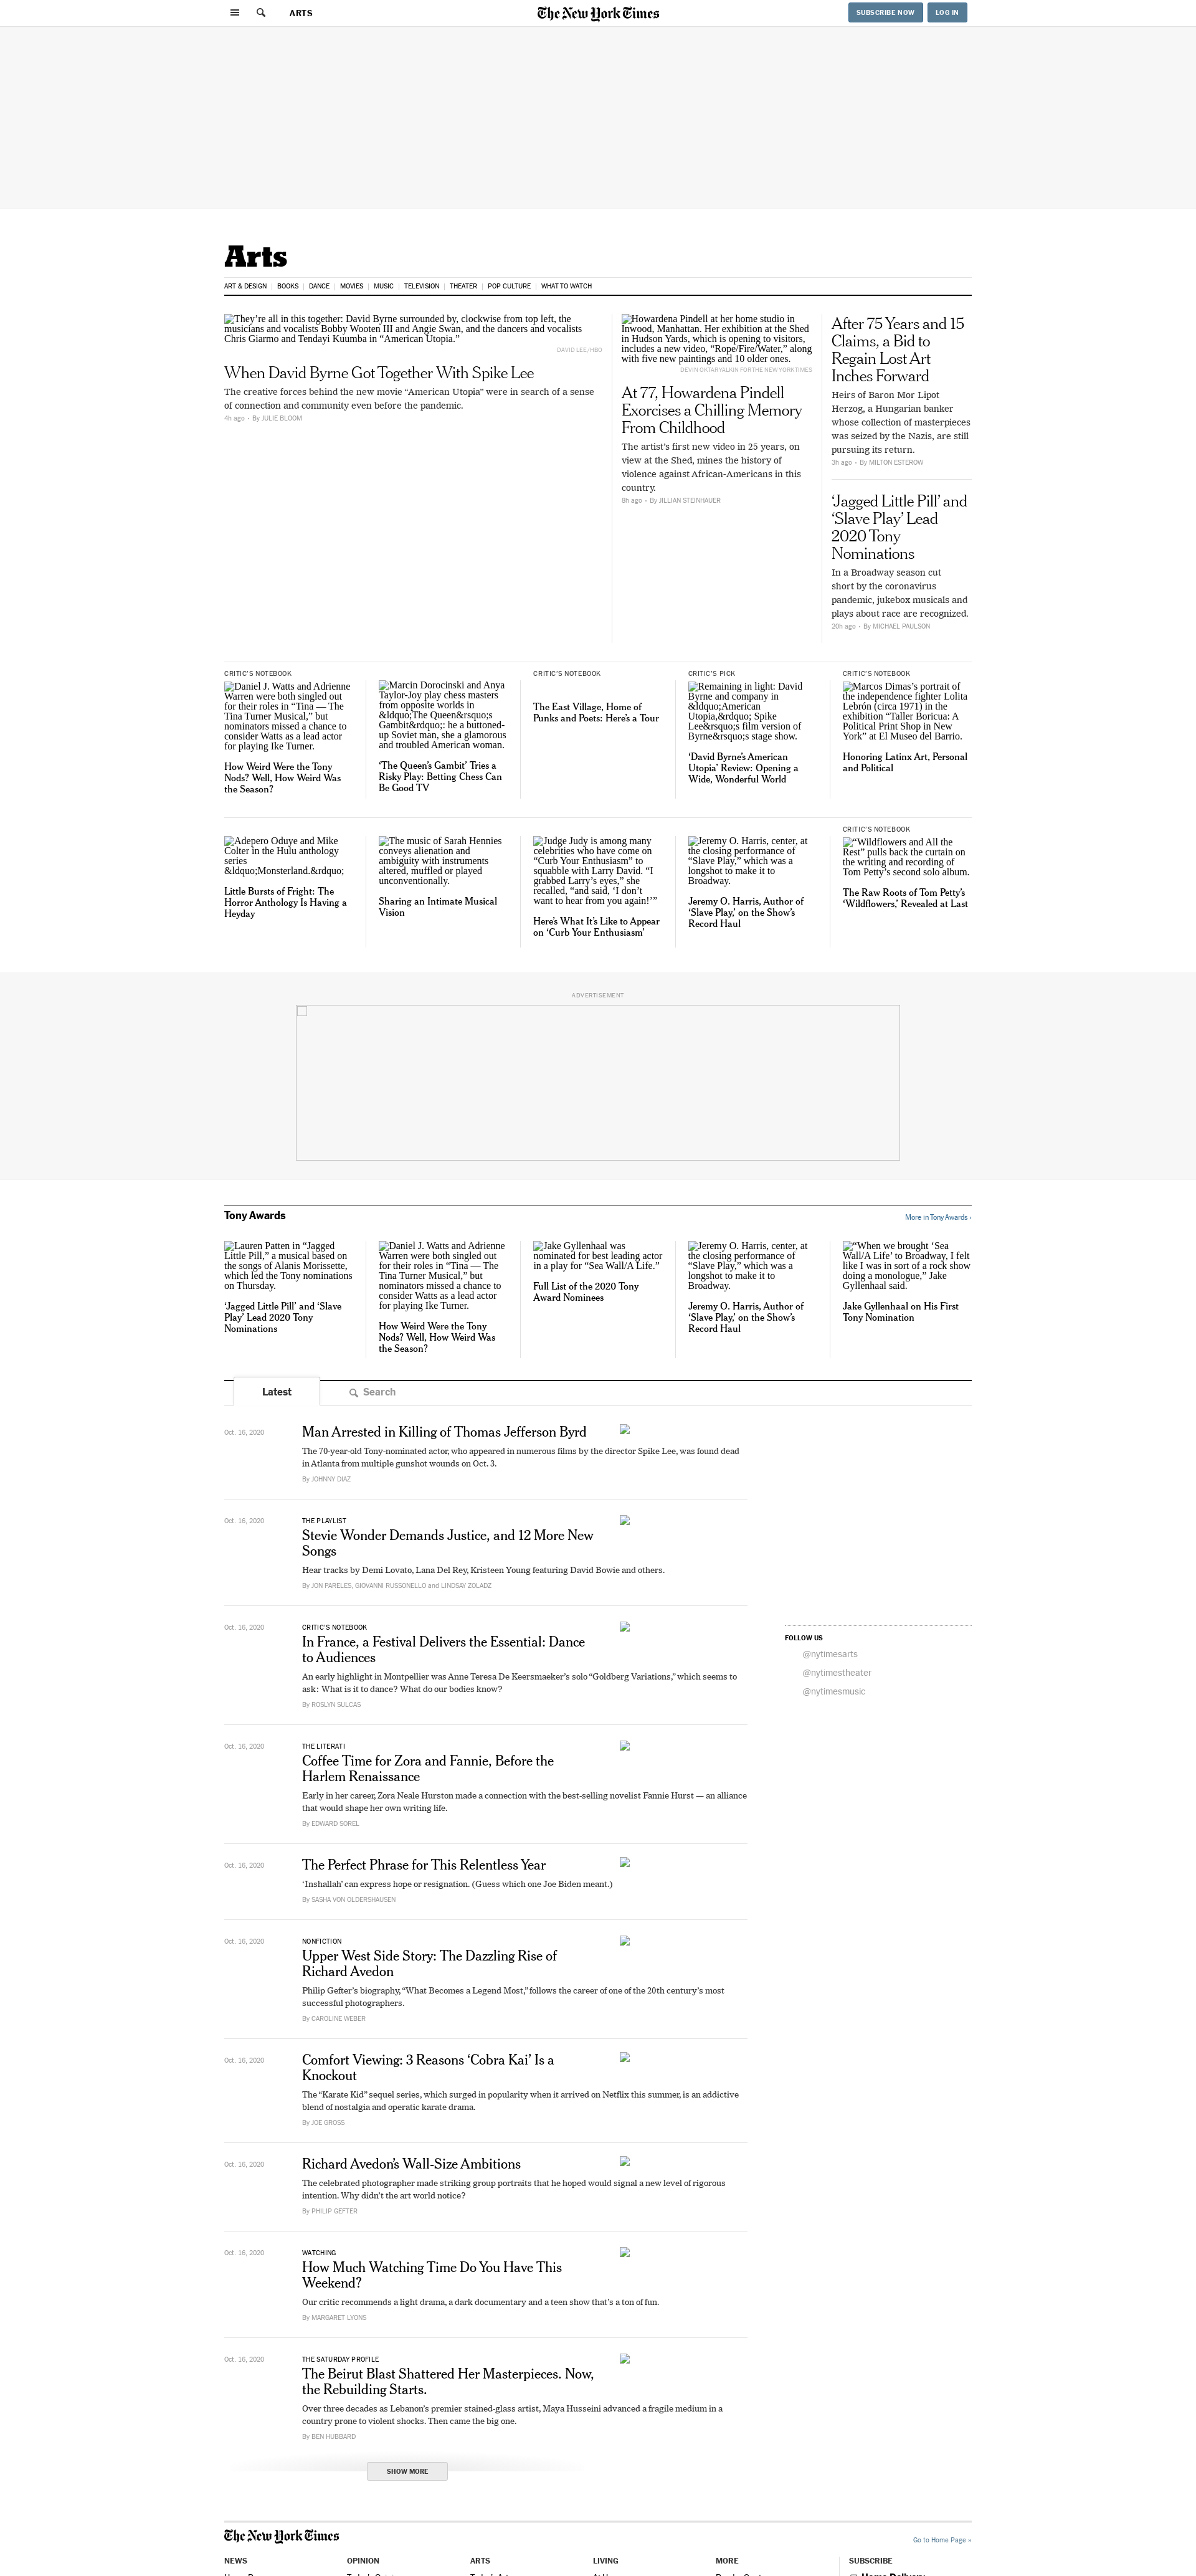 ARTS
The New York Times
SUBSCRIBE NOW
LOG IN
Arts
ART & DESIGN
BOOKS
DANCE
MOVIES
MUSIC
TELEVISION
THEATER
POP CULTURE
WHAT TO WATCH
They’re all in this together: David Byrne surrounded by, clockwise from top left, the
musicians and vocalists Bobby Wooten III and Angie Swan, and the dancers and vocalists
Chris Giarmo and Tendayi Kuumba in “American Utopia.”
DAVID LEE/HBO
When David Byrne Got Together With Spike Lee
The creative forces behind the new movie “American Utopia” were in search of a sense
of connection and community even before the pandemic.
4h ago - By JULIE BLOOM
Howardena Pindell at her home studio in
Inwood, Manhattan. Her exhibition at the Shed
in Hudson Yards, which is opening to visitors,
includes a new video, “Rope/Fire/Water,” along
with five new paintings and 10 older ones.
DEVIN OKTAR YALKIN FOR THE NEW YORK TIMES
At 77, Howardena Pindell
Exorcises a Chilling Memory
From Childhood
The artist’s first new video in 25 years, on
view at the Shed, mines the history of
violence against African-Americans in this
country.
8h ago - By JILLIAN STEINHAUER
After 75 Years and 15
Claims, a Bid to
Regain Lost Art
Inches Forward
Heirs of Baron Mor Lipot
Herzog, a Hungarian banker
whose collection of masterpieces
was seized by the Nazis, are still
pursuing its return.
3h ago - By MILTON ESTEROW
‘Jagged Little Pill’ and
‘Slave Play’ Lead
2020 Tony
Nominations
In a Broadway season cut
short by the coronavirus
pandemic, jukebox musicals and
plays about race are recognized.
20h ago - By MICHAEL PAULSON
CRITIC’S NOTEBOOK
Daniel J. Watts and Adrienne
Warren were both singled out
for their roles in “Tina — The
Tina Turner Musical,” but
nominators missed a chance to
consider Watts as a lead actor
for playing Ike Turner.
How Weird Were the Tony
Nods? Well, How Weird Was
the Season?
Marcin Dorocinski and Anya
Taylor-Joy play chess masters
from opposite worlds in
&ldquo;The Queen&rsquo;s
Gambit&rdquo;: he a buttoned-
up Soviet man, she a glamorous
and troubled American woman.
‘The Queen’s Gambit’ Tries a
Risky Play: Betting Chess Can
Be Good TV
CRITIC’S NOTEBOOK
The East Village, Home of
Punks and Poets: Here’s a Tour
CRITIC’S PICK
Remaining in light: David
Byrne and company in
&ldquo;American
Utopia,&rdquo; Spike
Lee&rsquo;s film version of
Byrne&rsquo;s stage show.
‘David Byrne’s American
Utopia’ Review: Opening a
Wide, Wonderful World
CRITIC’S NOTEBOOK
Marcos Dimas’s portrait of
the independence fighter Lolita
Lebrón (circa 1971) in the
exhibition “Taller Boricua: A
Political Print Shop in New
York” at El Museo del Barrio.
Honoring Latinx Art, Personal
and Political
Adepero Oduye and Mike
Colter in the Hulu anthology
series
&ldquo;Monsterland.&rdquo;
Little Bursts of Fright: The
Horror Anthology Is Having a
Heyday
The music of Sarah Hennies
conveys alienation and
ambiguity with instruments
altered, muffled or played
unconventionally.
Sharing an Intimate Musical
Vision
Judge Judy is among many
celebrities who have come on
“Curb Your Enthusiasm” to
squabble with Larry David. “I
grabbed Larry’s eyes,” she
recalled, “and said, ‘I don’t
want to hear from you again!’”
Here’s What It’s Like to Appear
on ‘Curb Your Enthusiasm’
Jeremy O. Harris, center, at
the closing performance of
“Slave Play,” which was a
longshot to make it to
Broadway.
Jeremy O. Harris, Author of
‘Slave Play,’ on the Show’s
Record Haul
CRITIC’S NOTEBOOK
“Wildflowers and All the
Rest” pulls back the curtain on
the writing and recording of
Tom Petty’s second solo album.
The Raw Roots of Tom Petty’s
‘Wildflowers,’ Revealed at Last
ADVERTISEMENT
Tony Awards
More in Tony Awards ›
Lauren Patten in “Jagged
Little Pill,” a musical based on
the songs of Alanis Morissette,
which led the Tony nominations
on Thursday.
‘Jagged Little Pill’ and ‘Slave
Play’ Lead 2020 Tony
Nominations
Daniel J. Watts and Adrienne
Warren were both singled out
for their roles in “Tina — The
Tina Turner Musical,” but
nominators missed a chance to
consider Watts as a lead actor
for playing Ike Turner.
How Weird Were the Tony
Nods? Well, How Weird Was
the Season?
Jake Gyllenhaal was
nominated for best leading actor
in a play for “Sea Wall/A Life.”
Full List of the 2020 Tony
Award Nominees
Jeremy O. Harris, center, at
the closing performance of
“Slave Play,” which was a
longshot to make it to
Broadway.
Jeremy O. Harris, Author of
‘Slave Play,’ on the Show’s
Record Haul
“When we brought ‘Sea
Wall/A Life’ to Broadway, I felt
like I was in sort of a rock show
doing a monologue,” Jake
Gyllenhaal said.
Jake Gyllenhaal on His First
Tony Nomination
Latest
Search
Oct. 16, 2020
Man Arrested in Killing of Thomas Jefferson Byrd
The 70-year-old Tony-nominated actor, who appeared in numerous films by the director Spike Lee, was found dead
in Atlanta from multiple gunshot wounds on Oct. 3.
By JOHNNY DIAZ
Oct. 16, 2020
THE PLAYLIST
Stevie Wonder Demands Justice, and 12 More New
Songs
Hear tracks by Demi Lovato, Lana Del Rey, Kristeen Young featuring David Bowie and others.
By JON PARELES, GIOVANNI RUSSONELLO and LINDSAY ZOLADZ
FOLLOW US
@nytimesarts
@nytimestheater
@nytimesmusic
Oct. 16, 2020
CRITIC’S NOTEBOOK
In France, a Festival Delivers the Essential: Dance
to Audiences
An early highlight in Montpellier was Anne Teresa De Keersmaeker’s solo “Goldberg Variations,” which seems to
ask: What is it to dance? What do our bodies know?
By ROSLYN SULCAS
Oct. 16, 2020
THE LITERATI
Coffee Time for Zora and Fannie, Before the
Harlem Renaissance
Early in her career, Zora Neale Hurston made a connection with the best-selling novelist Fannie Hurst — an alliance
that would shape her own writing life.
By EDWARD SOREL
Oct. 16, 2020
The Perfect Phrase for This Relentless Year
‘Inshallah’ can express hope or resignation. (Guess which one Joe Biden meant.)
By SASHA VON OLDERSHAUSEN
Oct. 16, 2020
NONFICTION
Upper West Side Story: The Dazzling Rise of
Richard Avedon
Philip Gefter’s biography, “What Becomes a Legend Most,” follows the career of one of the 20th century’s most
successful photographers.
By CAROLINE WEBER
Oct. 16, 2020
Comfort Viewing: 3 Reasons ‘Cobra Kai’ Is a
Knockout
The “Karate Kid” sequel series, which surged in popularity when it arrived on Netflix this summer, is an addictive
blend of nostalgia and operatic karate drama.
By JOE GROSS
Oct. 16, 2020
Richard Avedon’s Wall-Size Ambitions
The celebrated photographer made striking group portraits that he hoped would signal a new level of rigorous
intention. Why didn’t the art world notice?
By PHILIP GEFTER
Oct. 16, 2020
WATCHING
How Much Watching Time Do You Have This
Weekend?
Our critic recommends a light drama, a dark documentary and a teen show that’s a ton of fun.
By MARGARET LYONS
Oct. 16, 2020
THE SATURDAY PROFILE
The Beirut Blast Shattered Her Masterpieces. Now,
the Rebuilding Starts.
Over three decades as Lebanon’s premier stained-glass artist, Maya Husseini advanced a fragile medium in a
country prone to violent shocks. Then came the big one.
By BEN HUBBARD
SHOW MORE
The New York Times
Go to Home Page »
NEWS
OPINION
ARTS
LIVING
MORE
SUBSCRIBE